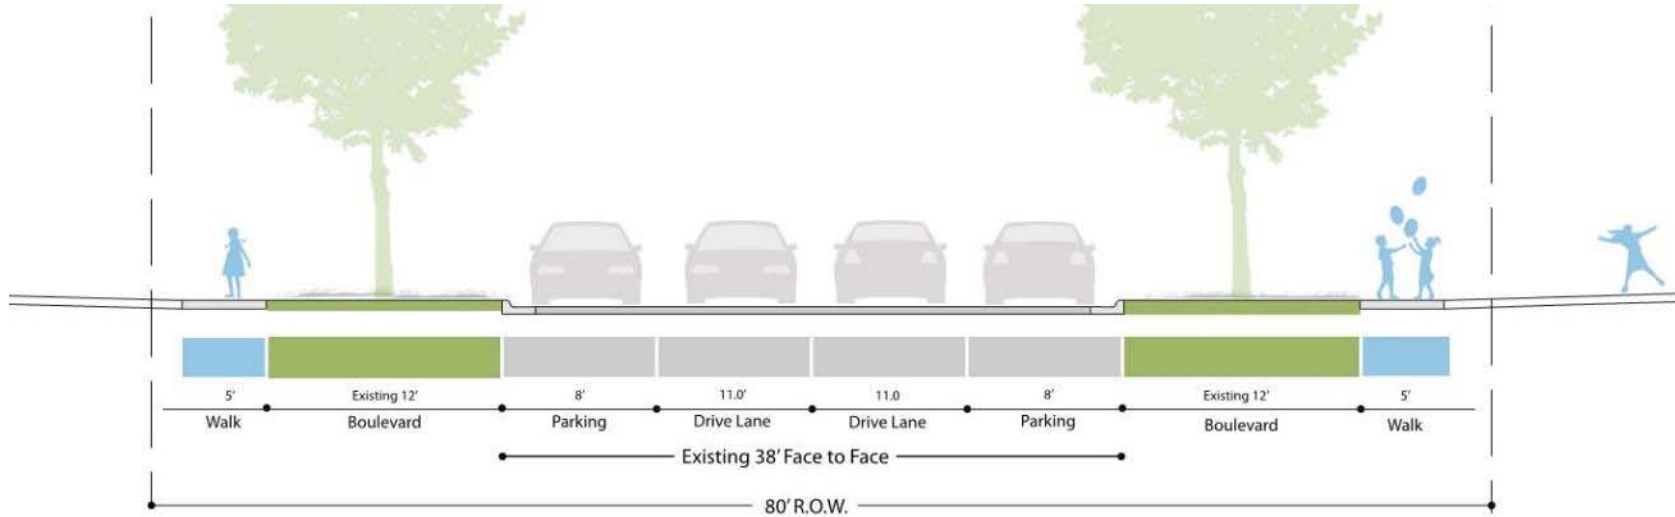 5' Existing 12' 8' 11.0' 11.0 8' Existing 12' 5'
Walk Boulevard Parking Drive Lane Drive Lane Parking Boulevard Walk
Existing 38' Face to Face
80' R.O.W.